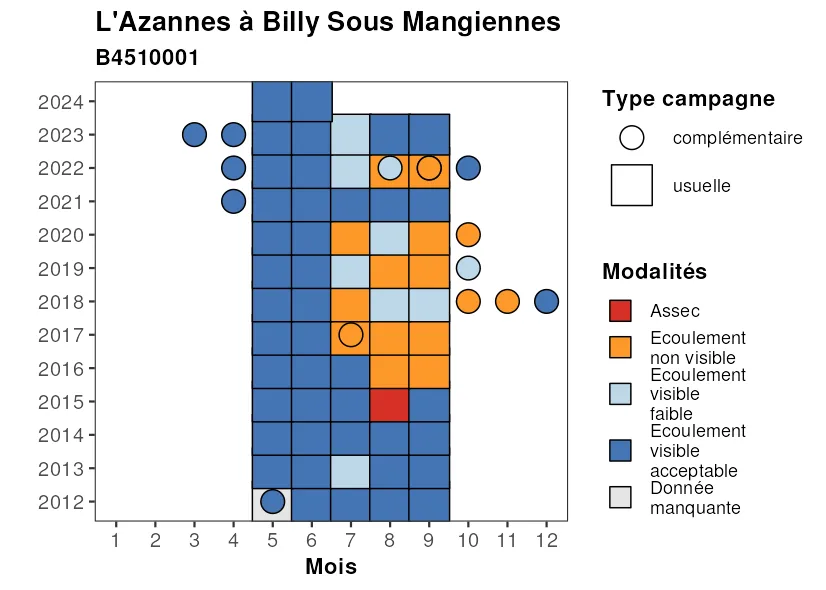 L'Azannes à Billy Sous Mangiennes
B4510001
2024
2023
2022
2021
2020
2019
2018
2017
2016
2015
2014
2013
2012
1 2 3 4 5 6 7 8 9 10 11 12
Mois
Type campagne
complémentaire
usuelle
Modalités
Assec
Ecoulement
non visible
Ecoulement
visible
faible
Ecoulement
visible
acceptable
Donnée
manquante